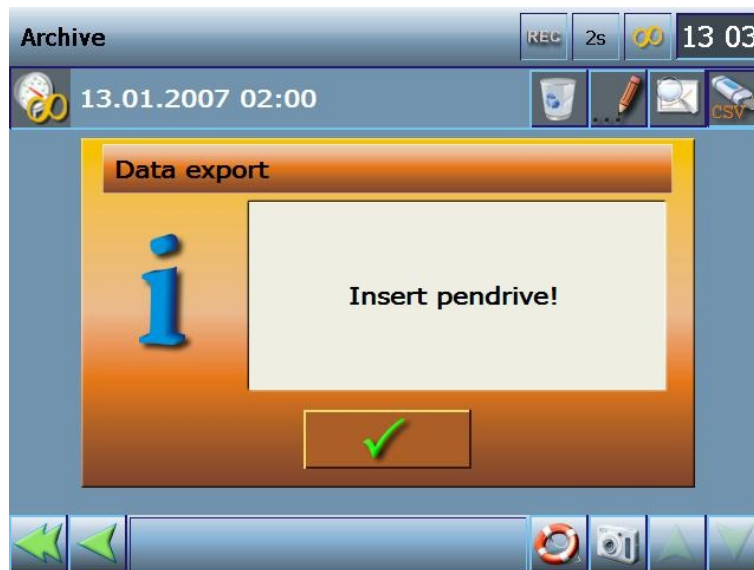 Archive
REC
2s
13 03
13.01.2007 02:00
CSV
Data export
Insert pendrive!